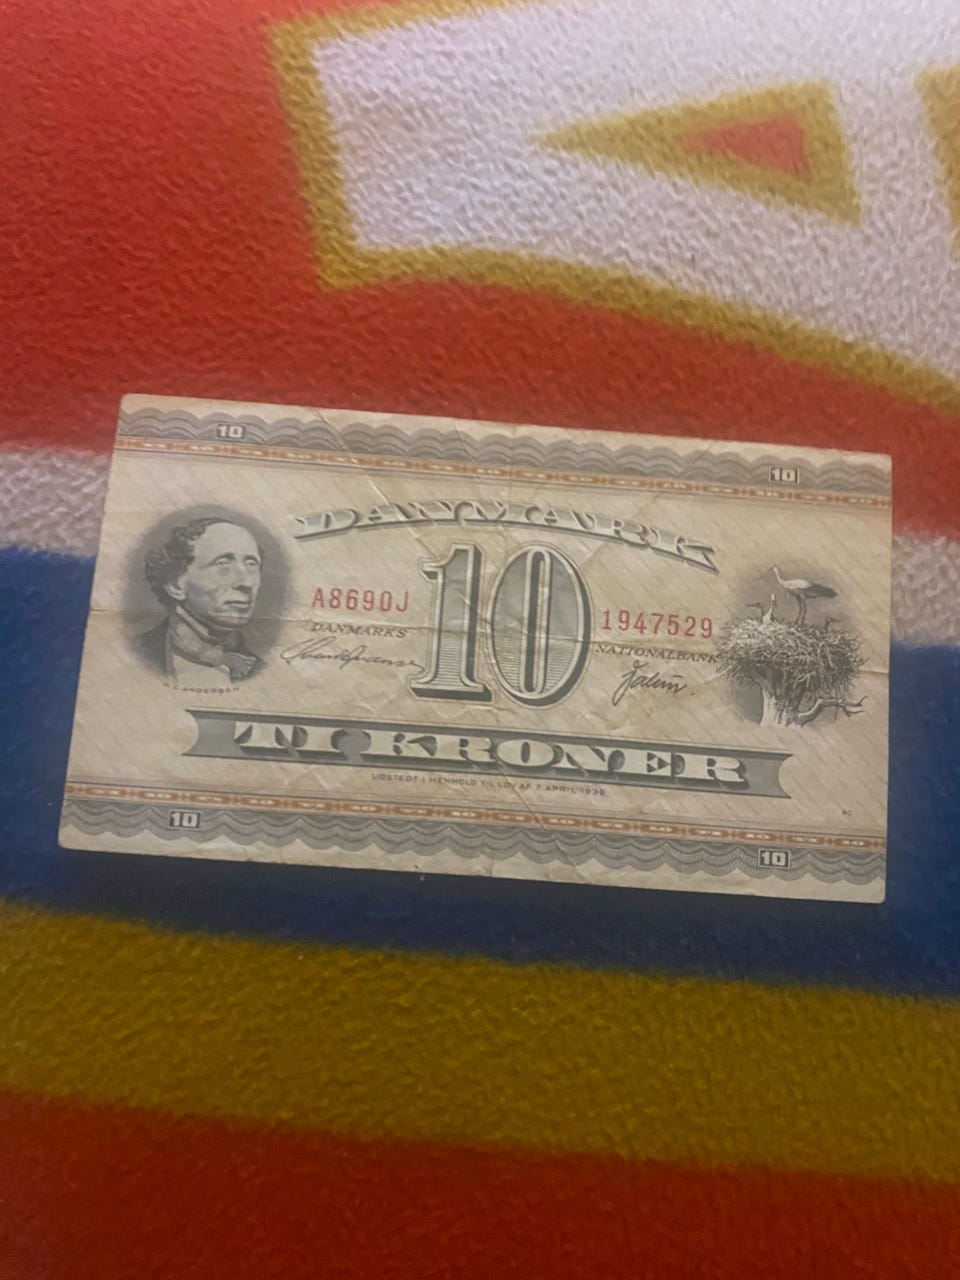 10
10
DANMARK
10
A8690J
1947529
DANMARKS
NATIONALBANK
H.C. ANDERSEN
TI KRONER
UDSTEDT I HENHOLD TIL LOV AF 7. APRIL 1936
10
10